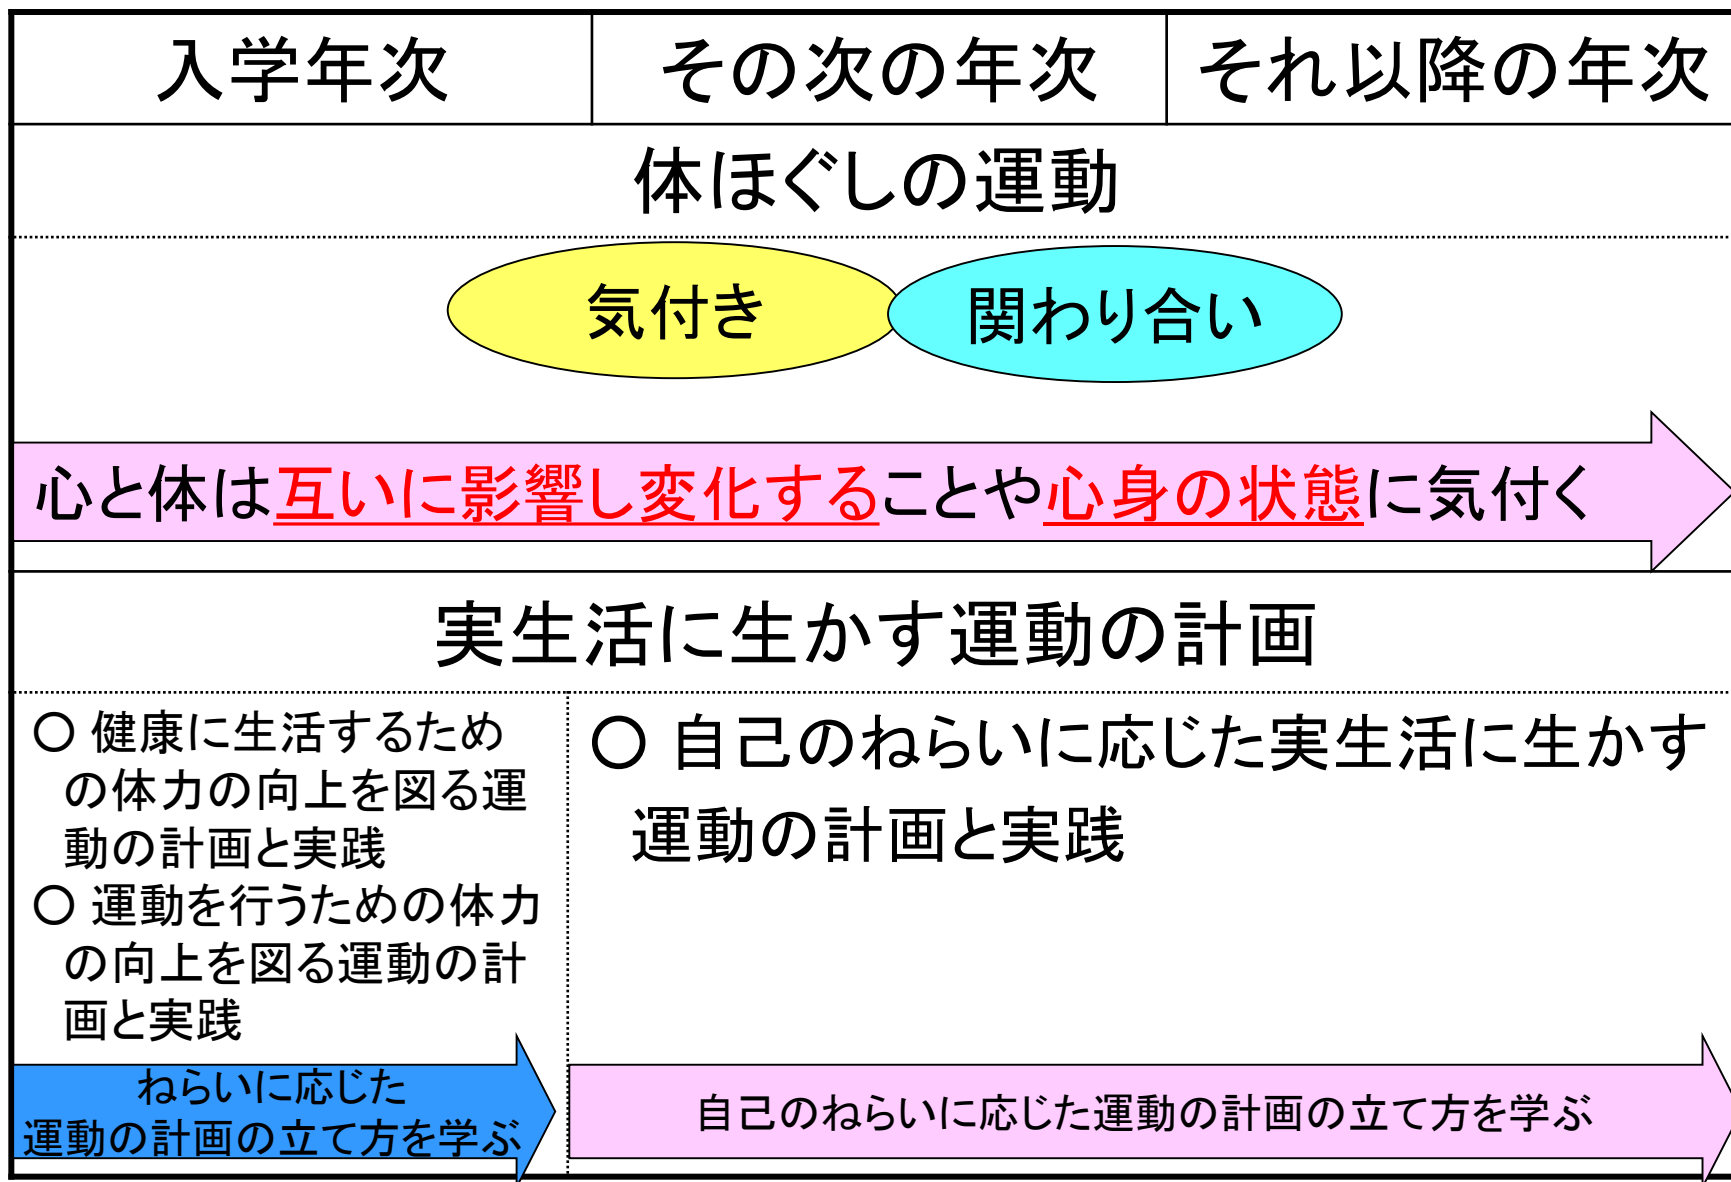 入学年次
その次の年次
それ以降の年次
体ほぐしの運動
気付き
関わり合い
心と体は互いに影響し変化することや心身の状態に気付く
実生活に生かす運動の計画
○ 健康に生活するため
の体力の向上を図る運
動の計画と実践
○ 運動を行うための体力
の向上を図る運動の計
画と実践
○ 自己のねらいに応じた実生活に生かす
運動の計画と実践
ねらいに応じた
運動の計画の立て方を学ぶ
自己のねらいに応じた運動の計画の立て方を学ぶ